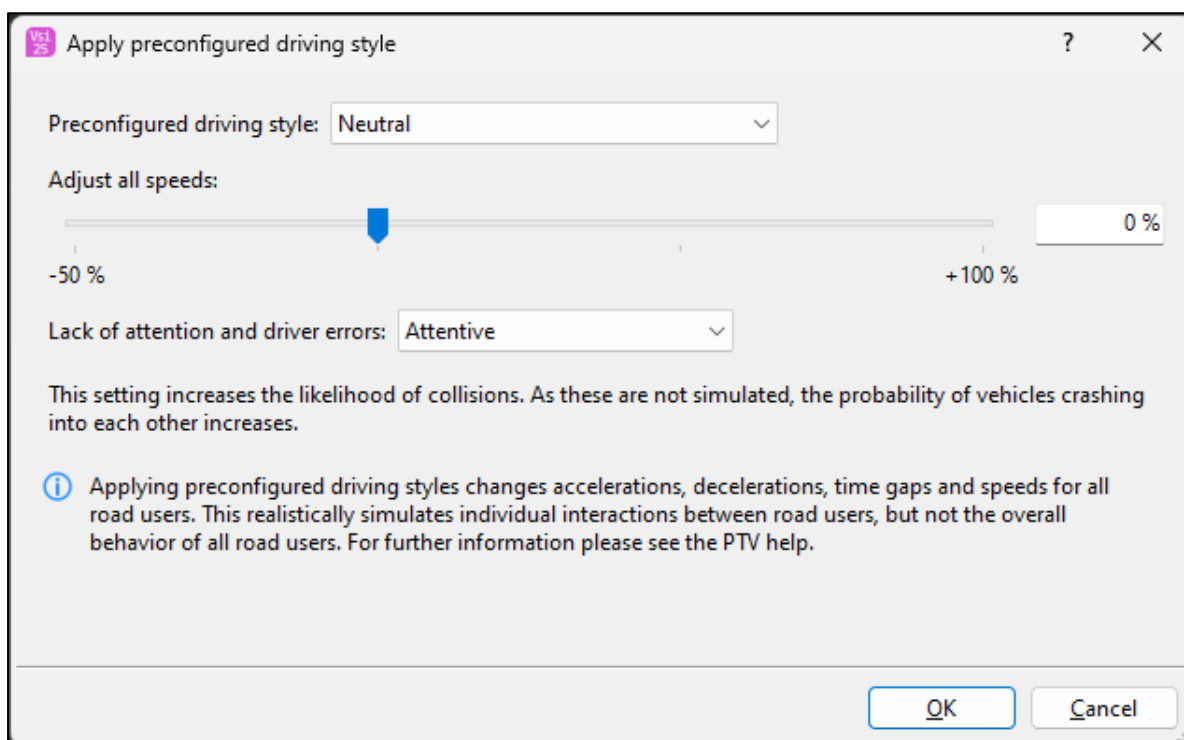 Vs1
25
Apply preconfigured driving style
?
Preconfigured driving style: Neutral
Adjust all speeds:
0 %
-50 %
+100 %
Lack of attention and driver errors: Attentive
This setting increases the likelihood of collisions. As these are not simulated, the probability of vehicles crashing
into each other increases.
Applying preconfigured driving styles changes accelerations, decelerations, time gaps and speeds for all
road users. This realistically simulates individual interactions between road users, but not the overall
behavior of all road users. For further information please see the PTV help.
OK
Cancel